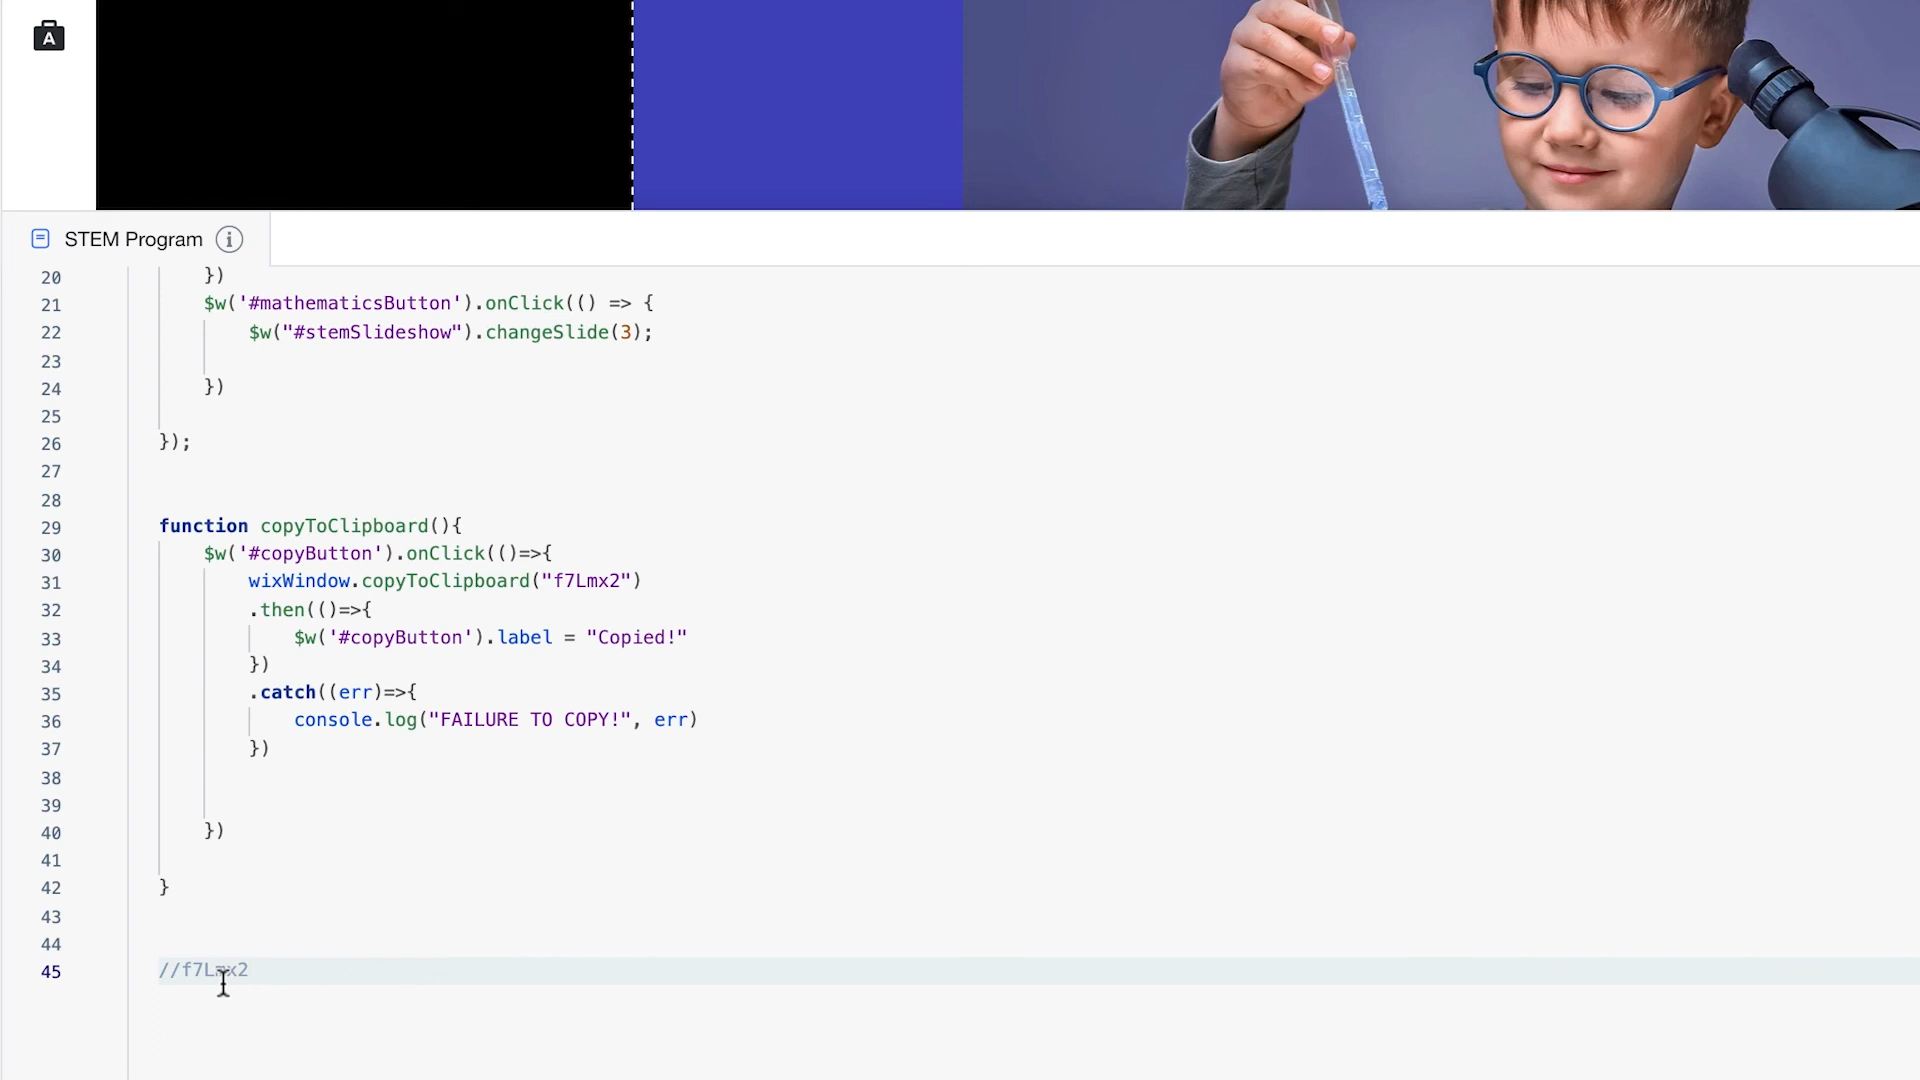 A
STEM Program i
20 })
21 $w('#mathematicsButton').onClick(() => {
22 $w("#stemSlideshow").changeSlide(3);
23
24 })
25
26 });
27
28
29 function copyToClipboard(){
30 $w('#copyButton').onClick(()=>{
31 wixWindow.copyToClipboard("f7Lmx2")
32 .then(()=>{
33 $w('#copyButton').label = "Copied!"
34 })
35 .catch((err)=>{
36 console.log("FAILURE TO COPY!", err)
37 })
38
39
40 })
41
42 }
43
44
45 //f7Lmx2